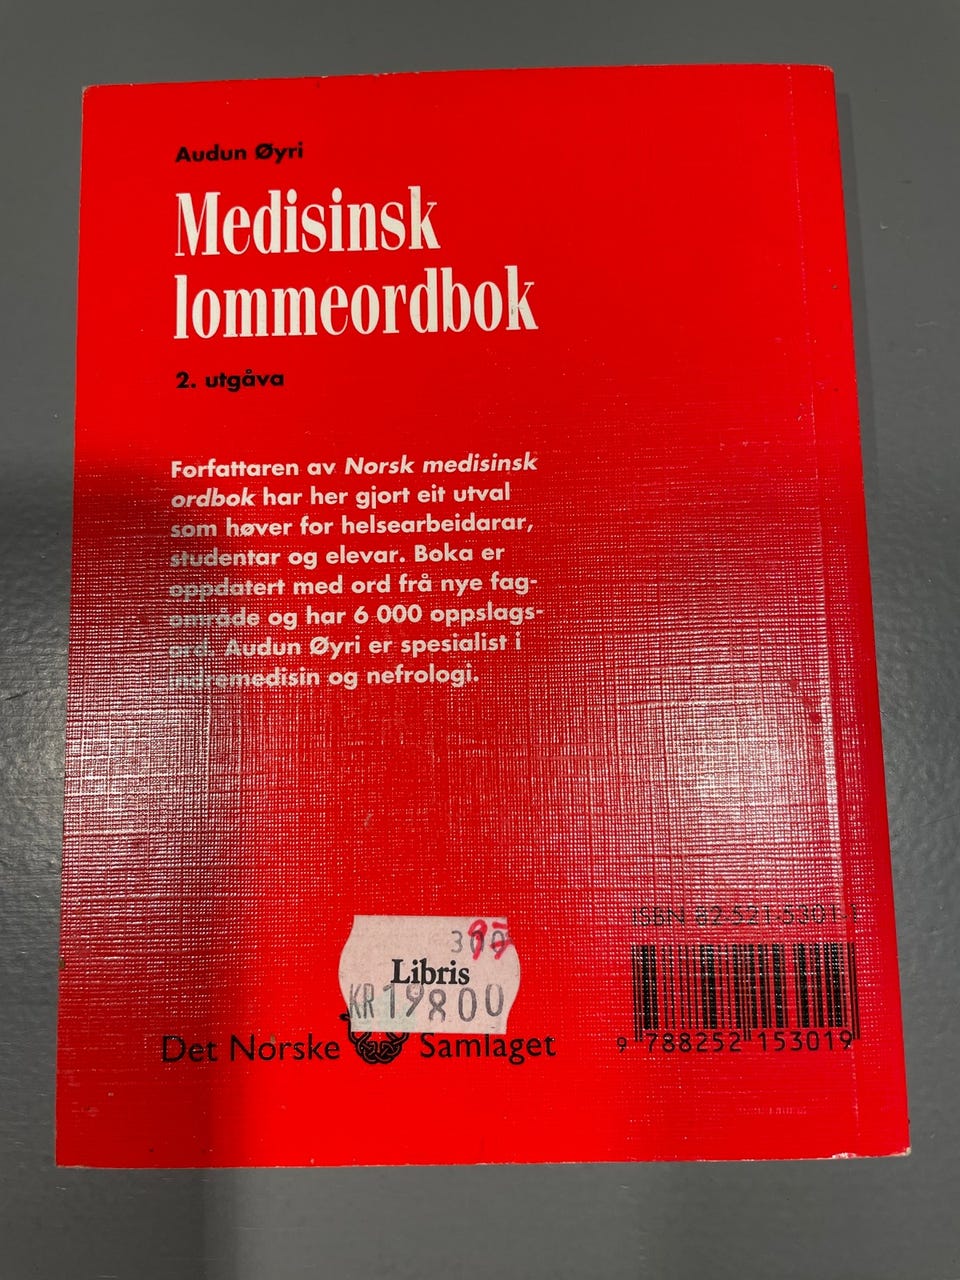 Audun Øyri
Medisinsk
lommeordbok
2. utgåva
Forfattaren av Norsk medisinsk
ordbok har her gjort eit utval
som høver for helsearbeidarar,
studentar og elevar. Boka er
oppdatert med ord frå nye fag-
område og har 6 000 oppslags-
ord. Audun Øyri er spesialist i
indremedisin og nefrologi.
ISBN 82-521-5301-1
Libris
KR 19800
Det Norske Samlaget
9 788252 153019